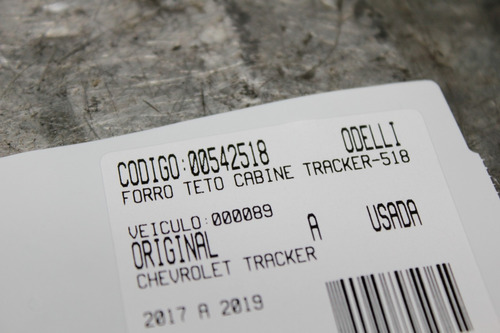 CODIGO:00542518 ODELLI
FORRO TETO CABINE TRACKER-518
VEICULO:000089
ORIGINAL A USADA
CHEVROLET TRACKER
2017 A 2019